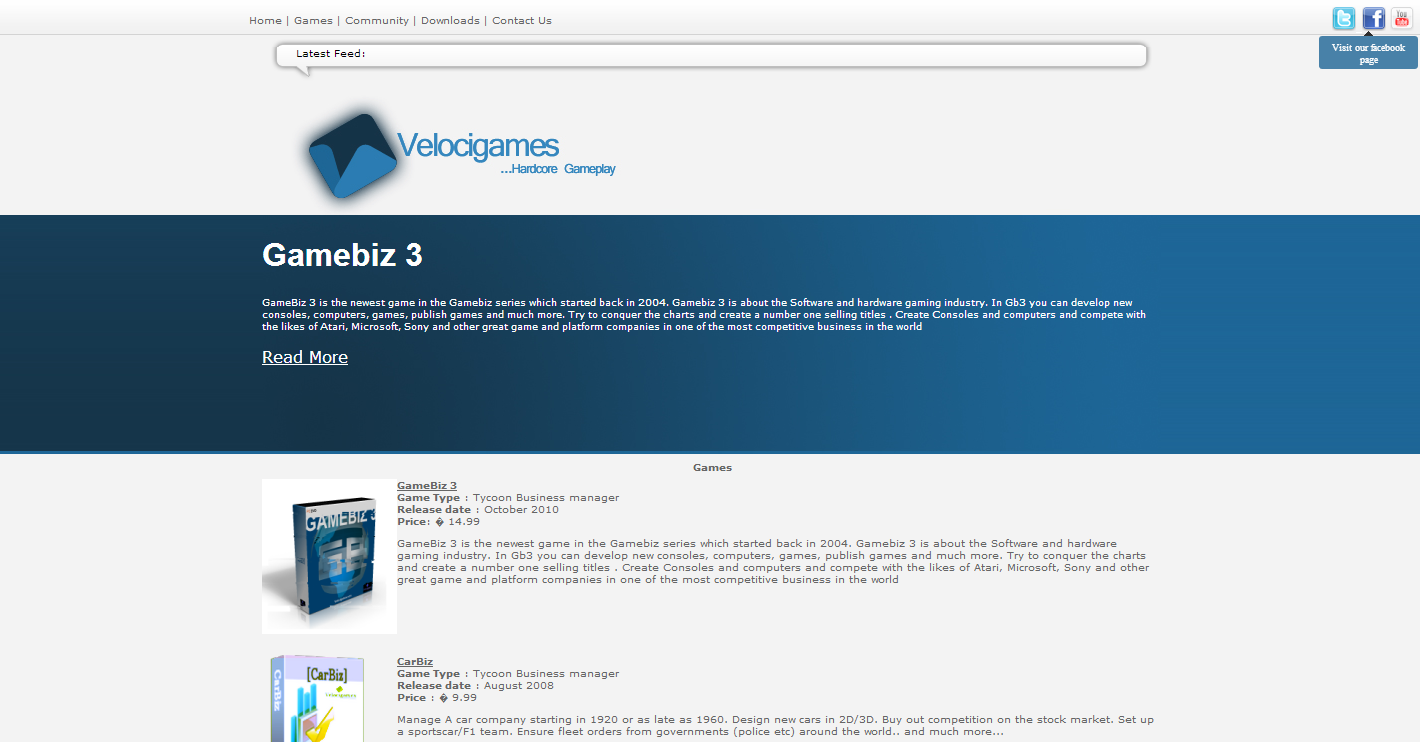 Home | Games | Community | Downloads | Contact Us
You
Tube
Visit our facebook
page
Latest Feed:
Velocigames
...Hardcore Gameplay
Gamebiz 3
GameBiz 3 is the newest game in the Gamebiz series which started back in 2004. Gamebiz 3 is about the Software and hardware gaming industry. In Gb3 you can develop new
consoles, computers, games, publish games and much more. Try to conquer the charts and create a number one selling titles . Create Consoles and computers and compete with
the likes of Atari, Microsoft, Sony and other great game and platform companies in one of the most competitive business in the world
Read More
Games
GAMEBIZ 3
GameBiz 3
Game Type : Tycoon Business manager
Release date : October 2010
Price: � 14.99
GameBiz 3 is the newest game in the Gamebiz series which started back in 2004. Gamebiz 3 is about the Software and hardware
gaming industry. In Gb3 you can develop new consoles, computers, games, publish games and much more. Try to conquer the charts
and create a number one selling titles . Create Consoles and computers and compete with the likes of Atari, Microsoft, Sony and other
great game and platform companies in one of the most competitive business in the world
[CarBiz]
CarBiz
Velocigames
CarBiz
Game Type : Tycoon Business manager
Release date : August 2008
Price : � 9.99
Manage A car company starting in 1920 or as late as 1960. Design new cars in 2D/3D. Buy out competition on the stock market. Set up
a sportscar/F1 team. Ensure fleet orders from governments (police etc) around the world.. and much more...